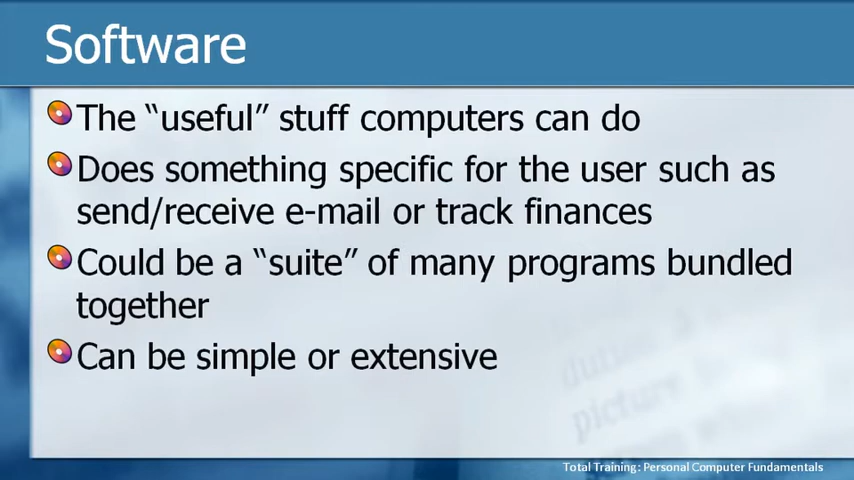 Software
The “useful” stuff computers can do
Does something specific for the user such as
send/receive e-mail or track finances
Could be a “suite” of many programs bundled
together
Can be simple or extensive
picture
Total Training: Personal Computer Fundamentals